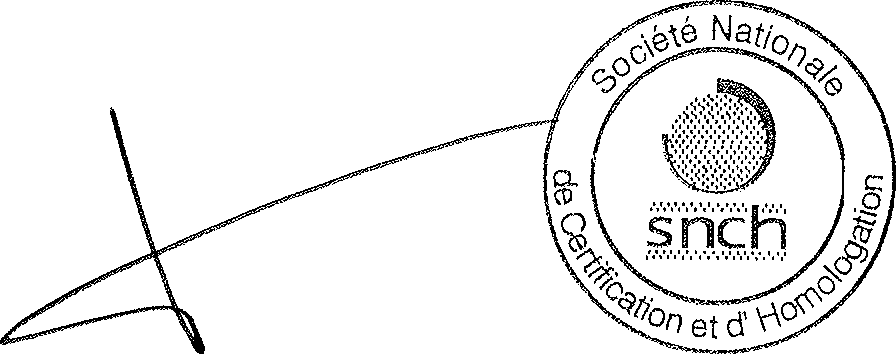 Société Nationale
de Certification et d' Homologation
snch